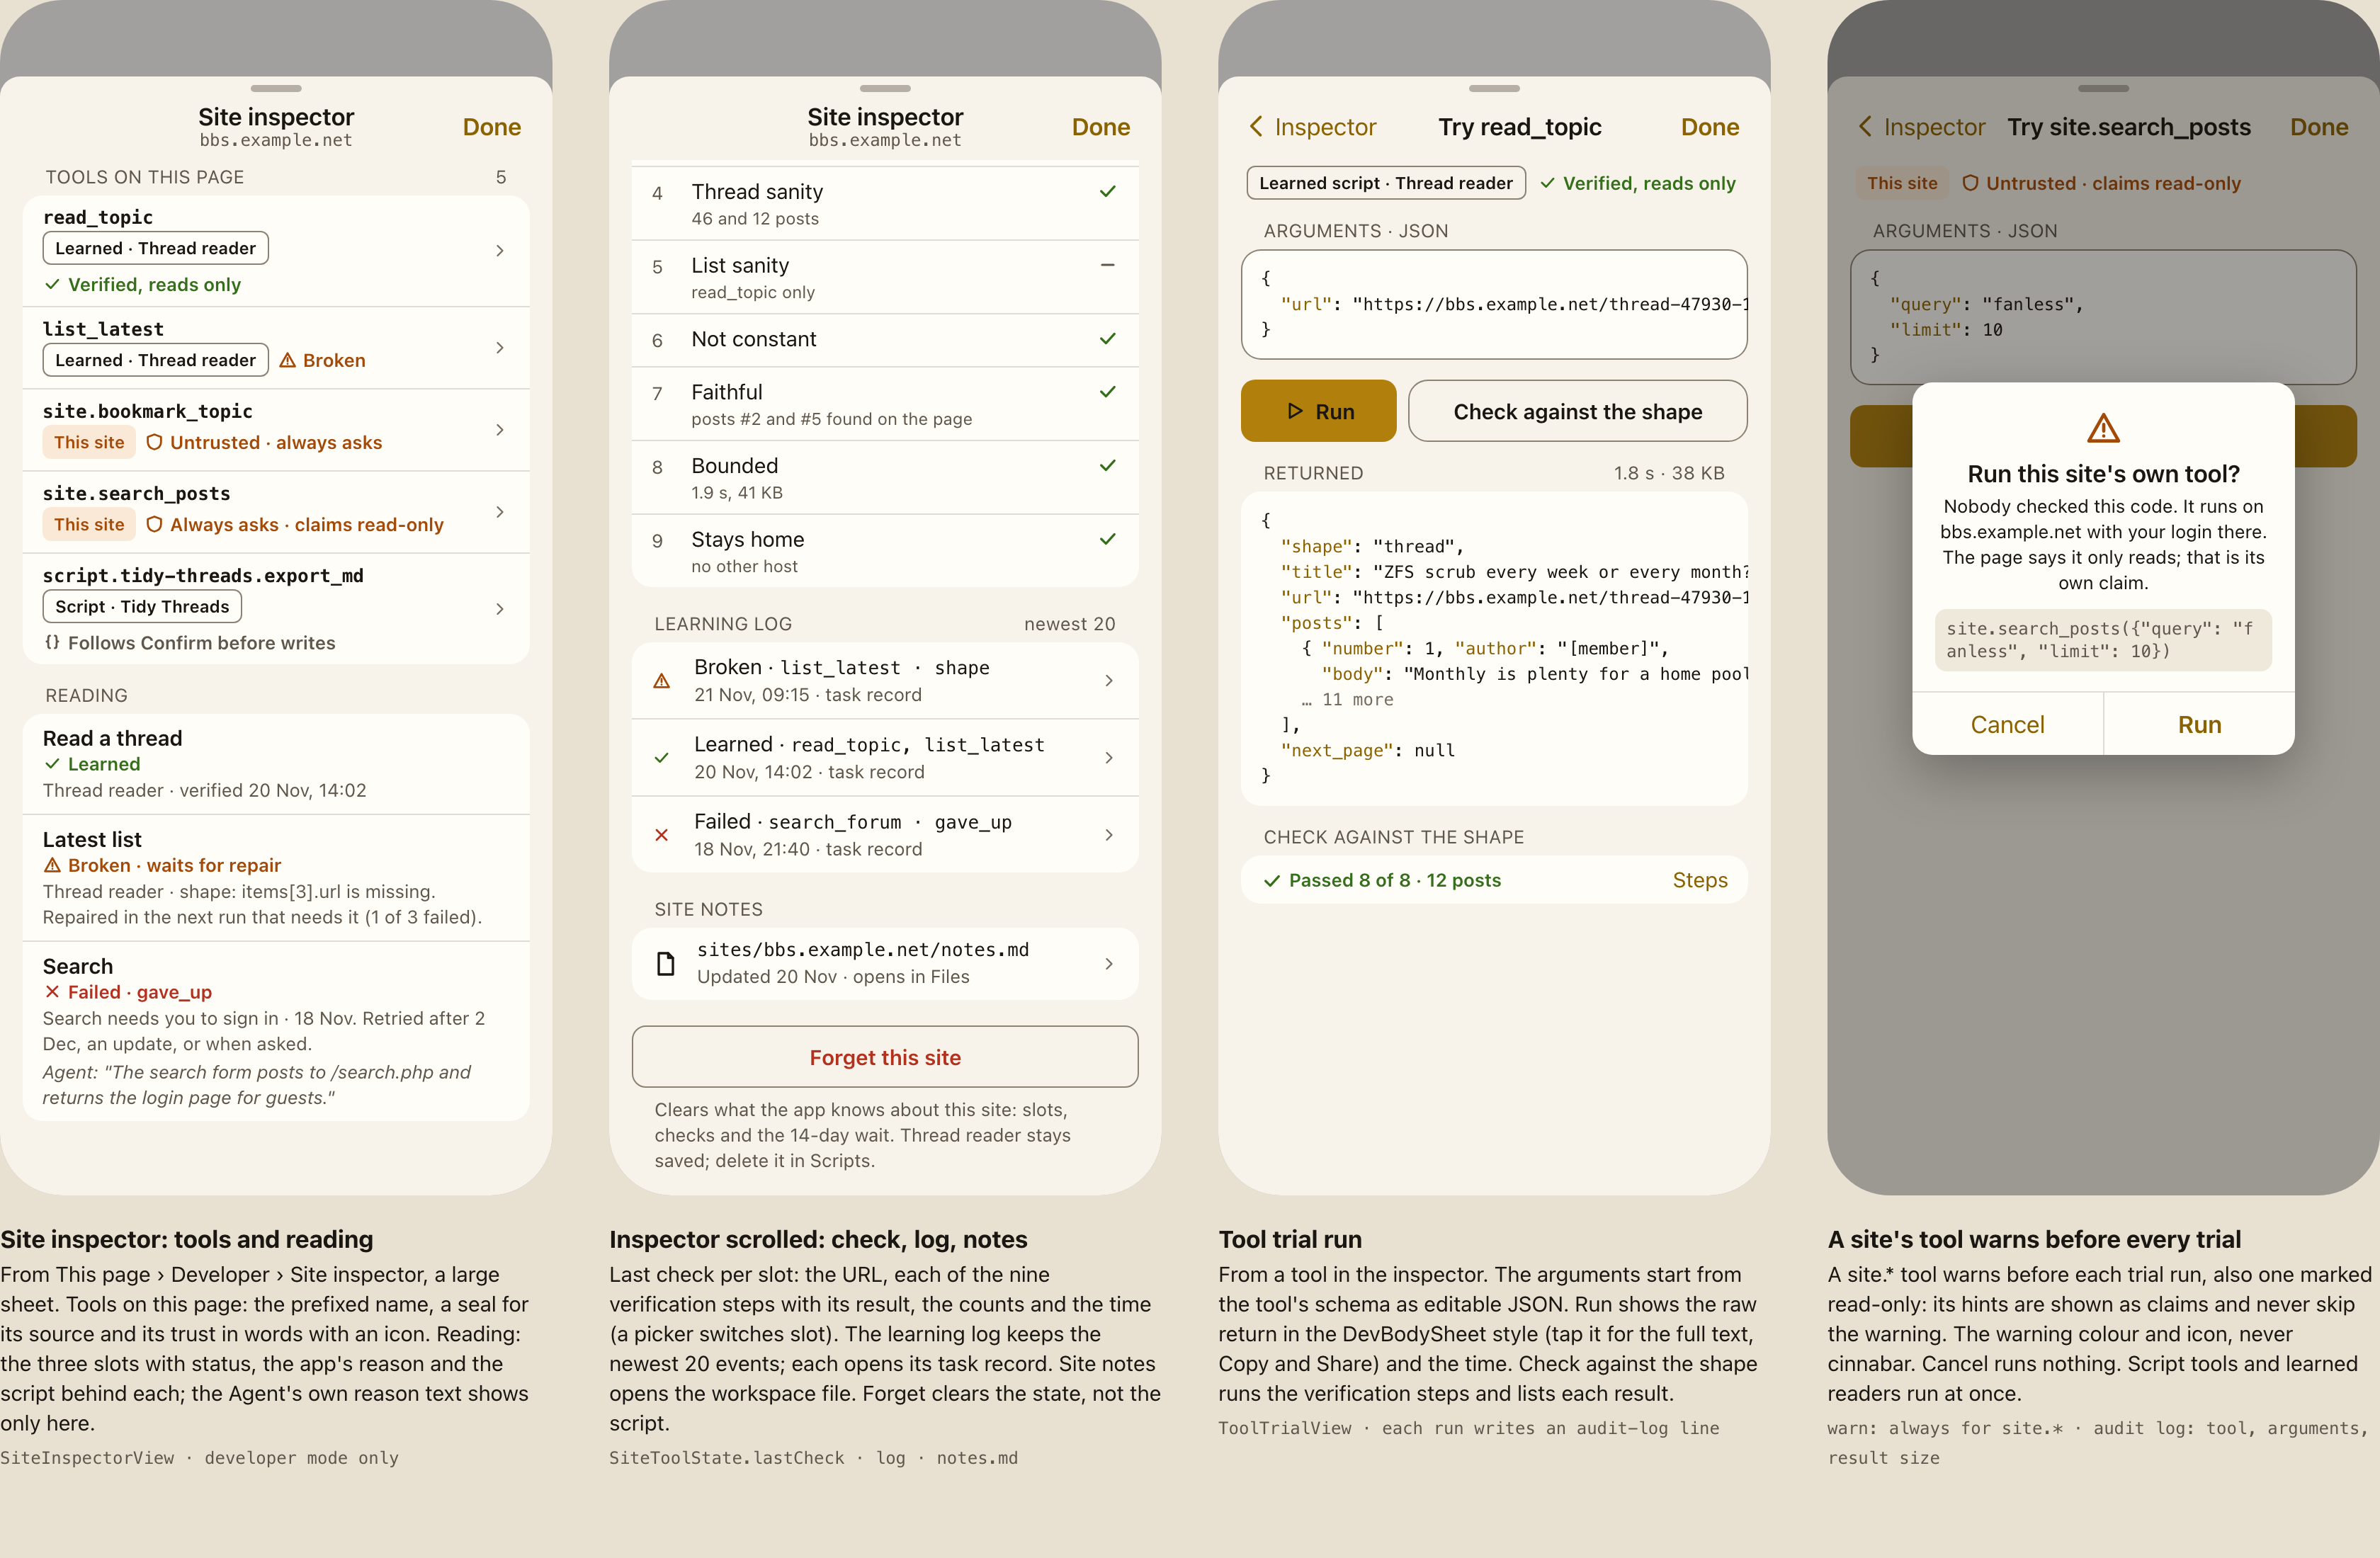 Site inspector
bbs.example.net
Done
TOOLS ON THIS PAGE 5
read_topic
Learned · Thread reader
Verified, reads only
list_latest
Learned · Thread reader Broken
site.bookmark_topic
This site Untrusted · always asks
site.search_posts
This site Always asks · claims read-only
script.tidy-threads.export_md
Script · Tidy Threads
{} Follows Confirm before writes
READING
Read a thread
Learned
Thread reader · verified 20 Nov, 14:02
Latest list
Broken · waits for repair
Thread reader · shape: items[3].url is missing.
Repaired in the next run that needs it (1 of 3 failed).
Search
Failed · gave_up
Search needs you to sign in · 18 Nov. Retried after 2
Dec, an update, or when asked.
Agent: "The search form posts to /search.php and
returns the login page for guests."
Site inspector: tools and reading
From This page › Developer › Site inspector, a large
sheet. Tools on this page: the prefixed name, a seal for
its source and its trust in words with an icon. Reading:
the three slots with status, the app's reason and the
script behind each; the Agent's own reason text shows
only here.
SiteInspectorView · developer mode only
Site inspector
bbs.example.net
Done
4 Thread sanity
46 and 12 posts
5 List sanity
read_topic only
6 Not constant
7 Faithful
posts #2 and #5 found on the page
8 Bounded
1.9 s, 41 KB
9 Stays home
no other host
LEARNING LOG newest 20
Broken · list_latest · shape
21 Nov, 09:15 · task record
Learned · read_topic, list_latest
20 Nov, 14:02 · task record
Failed · search_forum · gave_up
18 Nov, 21:40 · task record
SITE NOTES
sites/bbs.example.net/notes.md
Updated 20 Nov · opens in Files
Forget this site
Clears what the app knows about this site: slots,
checks and the 14-day wait. Thread reader stays
saved; delete it in Scripts.
Inspector scrolled: check, log, notes
Last check per slot: the URL, each of the nine
verification steps with its result, the counts and the time
(a picker switches slot). The learning log keeps the
newest 20 events; each opens its task record. Site notes
opens the workspace file. Forget clears the state, not the
script.
SiteToolState.lastCheck · log · notes.md
Inspector Try read_topic Done
Learned script · Thread reader Verified, reads only
ARGUMENTS · JSON
{
"url": "https://bbs.example.net/thread-47930-1
}
Run Check against the shape
RETURNED 1.8 s · 38 KB
{
"shape": "thread",
"title": "ZFS scrub every week or every month?
"url": "https://bbs.example.net/thread-47930-1
"posts": [
{ "number": 1, "author": "[member]",
"body": "Monthly is plenty for a home pool
… 11 more
],
"next_page": null
}
CHECK AGAINST THE SHAPE
Passed 8 of 8 · 12 posts Steps
Tool trial run
From a tool in the inspector. The arguments start from
the tool's schema as editable JSON. Run shows the raw
return in the DevBodySheet style (tap it for the full text,
Copy and Share) and the time. Check against the shape
runs the verification steps and lists each result.
ToolTrialView · each run writes an audit-log line
Inspector Try site.search_posts Done
This site Untrusted · claims read-only
ARGUMENTS · JSON
{
"query": "fanless",
"limit": 10
}
Run this site's own tool?
Nobody checked this code. It runs on
bbs.example.net with your login there.
The page says it only reads; that is its
own claim.
site.search_posts({"query": "f
anless", "limit": 10})
Cancel Run
A site's tool warns before every trial
A site.* tool warns before each trial run, also one marked
read-only: its hints are shown as claims and never skip
the warning. The warning colour and icon, never
cinnabar. Cancel runs nothing. Script tools and learned
readers run at once.
warn: always for site.* · audit log: tool, arguments,
result size